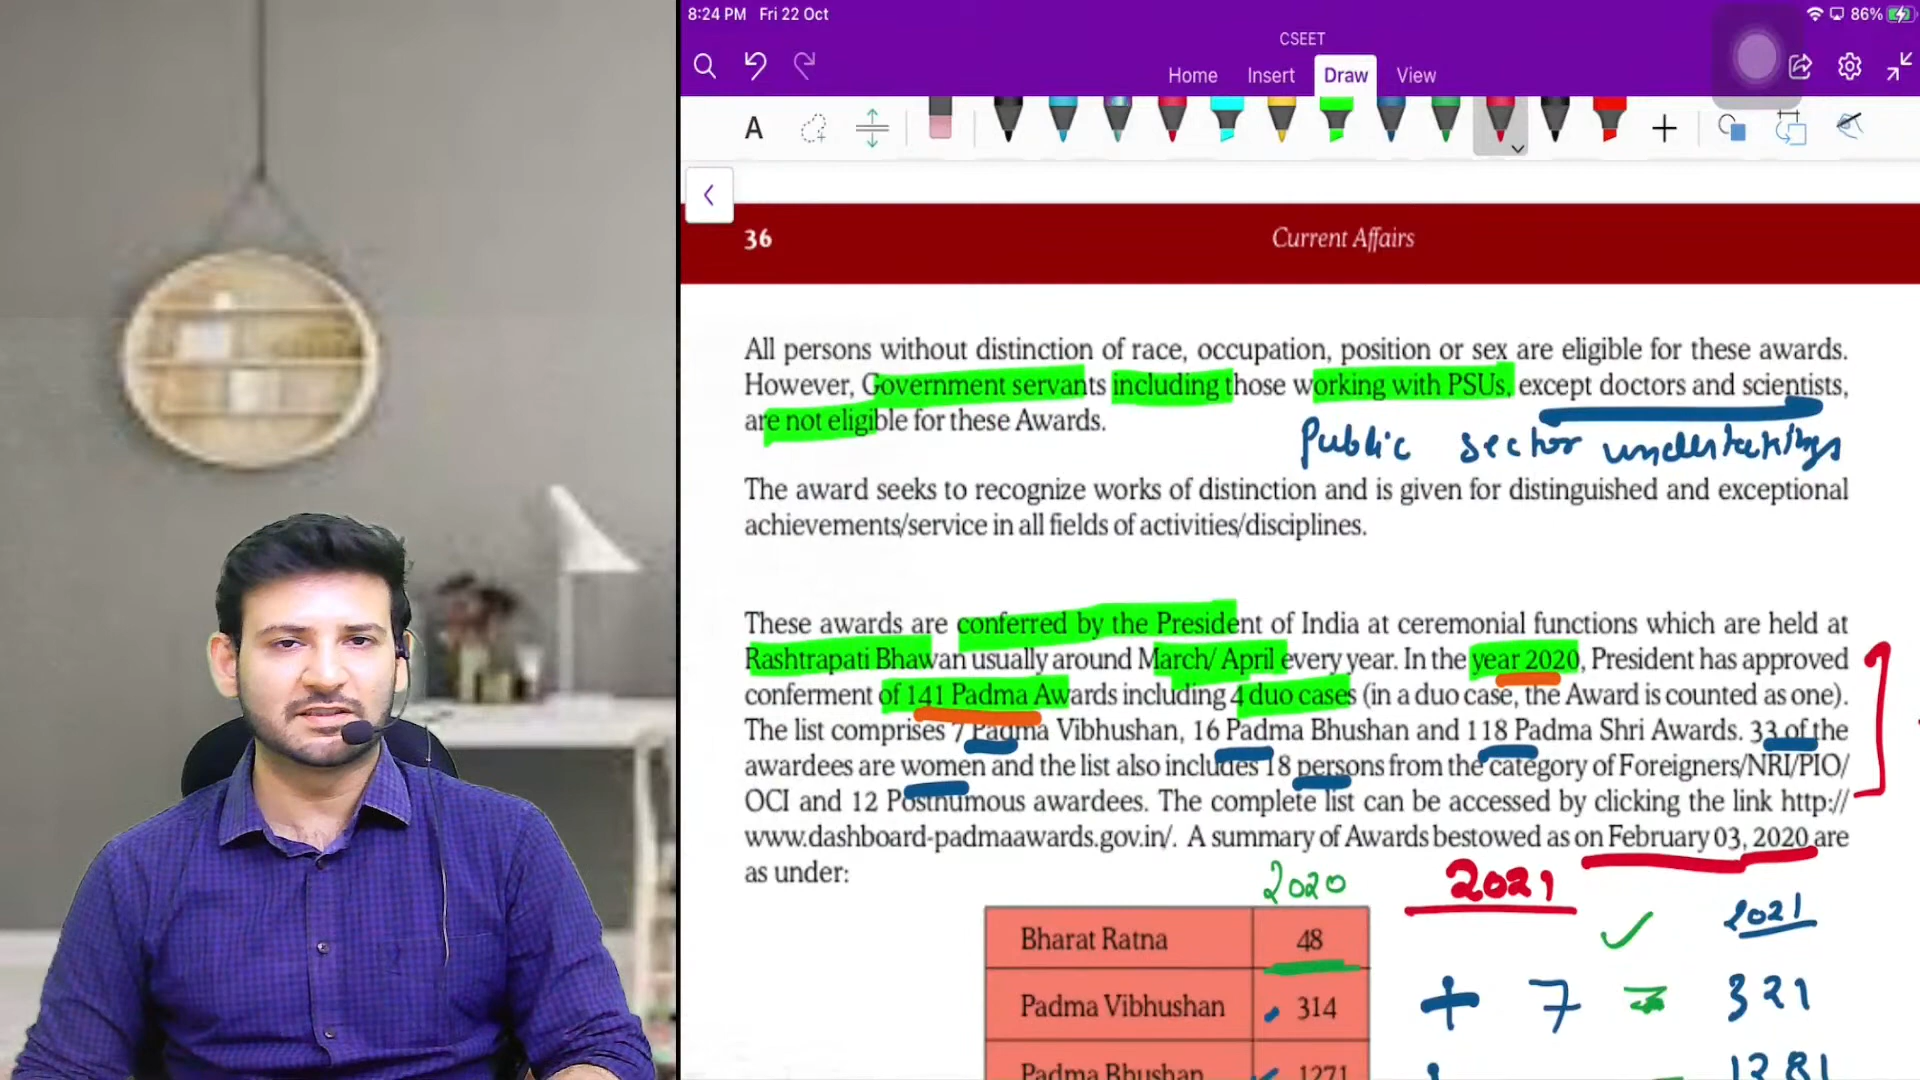 8:24 PM Fri 22 Oct
86%
CSEET
Home Insert Draw View
A
36 Current Affairs
All persons without distinction of race, occupation, position or sex are eligible for these awards.
However, Government servants including those working with PSUs, except doctors and scientists,
are not eligible for these Awards.
Public sector undertakings
The award seeks to recognize works of distinction and is given for distinguished and exceptional
achievements/service in all fields of activities/disciplines.
These awards are conferred by the President of India at ceremonial functions which are held at
Rashtrapati Bhawan usually around March/ April every year. In the year 2020, President has approved
conferment of 141 Padma Awards including 4 duo cases (in a duo case, the Award is counted as one).
The list comprises 7 Padma Vibhushan, 16 Padma Bhushan and 118 Padma Shri Awards. 33 of the
awardees are women and the list also includes 18 persons from the category of Foreigners/NRI/PIO/
OCI and 12 Posthumous awardees. The complete list can be accessed by clicking the link http://
www.dashboard-padmaawards.gov.in/. A summary of Awards bestowed as on February 03, 2020 are
as under:
2020 2021 2021
Bharat Ratna 48 ✓
Padma Vibhushan 314 + 7 = 321
Padma Bhushan 1271 1281